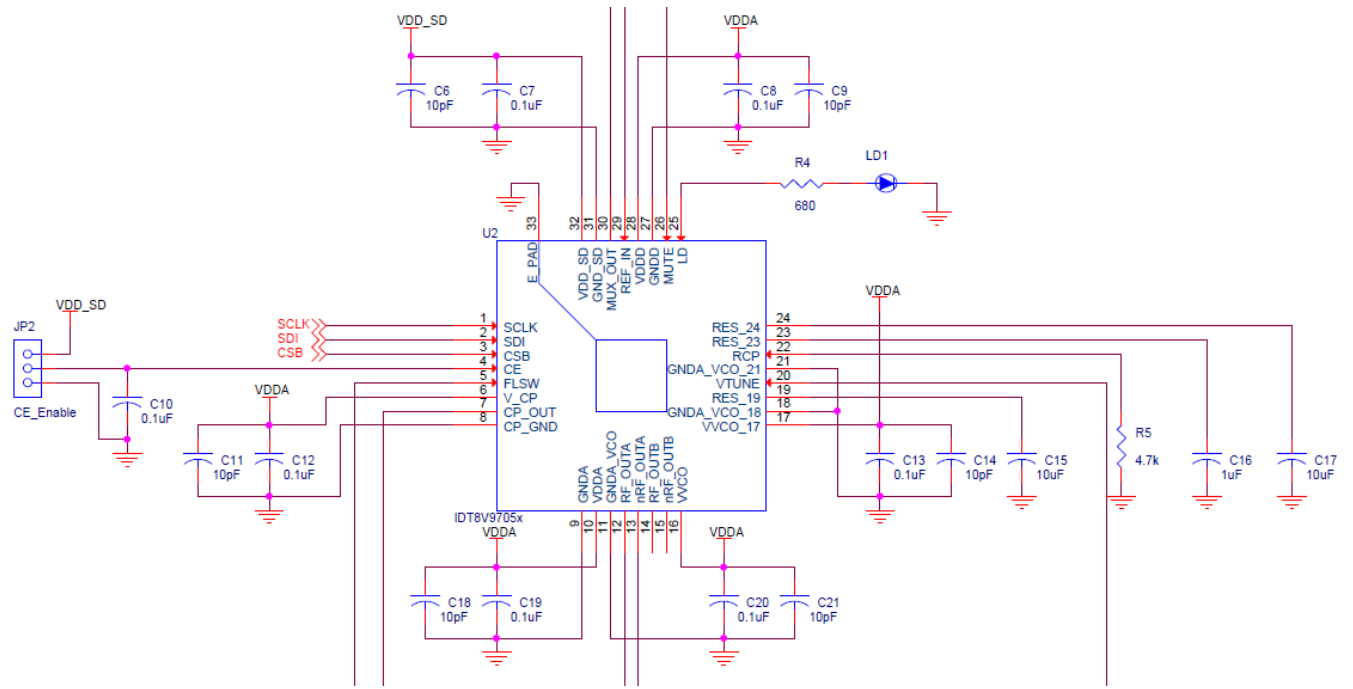 VDD_SD
VDDA
C6
10pF
C7
0.1uF
C8
0.1uF
C9
10pF
R4
680
LD1
33
32
31
30
29
28
27
26
25
U2
E_PAD
VDD_SD
GND_SD
MUX_OUT
REF_IN
VDDD
GNDD
MUTE
LD
VDD_SD
JP2
CE_Enable
SCLK
SDI
CSB
1
2
3
4
5
6
7
8
SCLK
SDI
CSB
CE
FLSW
V_CP
CP_OUT
CP_GND
RES_24
RES_23
RCP
GNDA_VCO_21
VTUNE
RES_19
GNDA_VCO_18
VVCO_17
24
23
22
21
20
19
18
17
VDDA
C10
0.1uF
VDDA
C11
10pF
C12
0.1uF
C13
0.1uF
C14
10pF
C15
10uF
R5
4.7k
C16
1uF
C17
10uF
GNDA
VDDA
GNDA_VCO
RF_OUTA
nRF_OUTA
RF_OUTB
nRF_OUTB
VVCO
IDT8V9705x
9
10
11
12
13
14
15
16
VDDA
VDDA
C18
10pF
C19
0.1uF
C20
0.1uF
C21
10pF